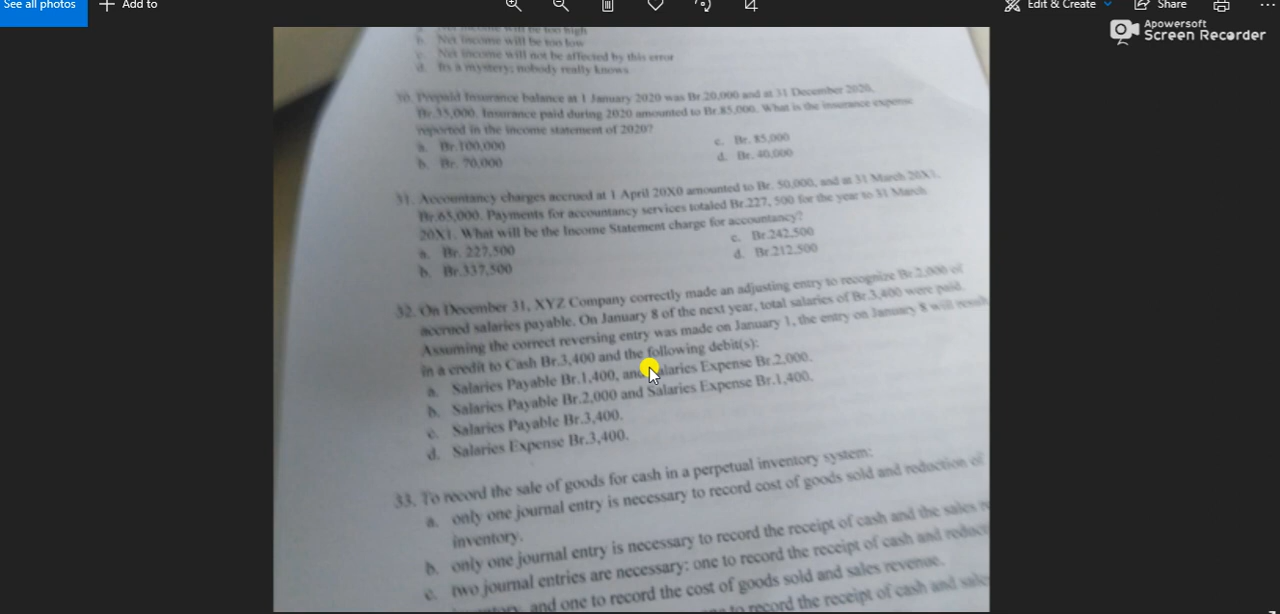 See all photos
Add to
Edit & Create
Share
Apowersoft
Screen Recorder
will be too high
b. Net income will be too low
c. Net income will not be affected by this error
d. Its a mystery; nobody really knows
30. Prepaid Insurance balance at 1 January 2020 was Br.20,000 and at 31 December 2020,
Br.35,000. Insurance paid during 2020 amounted to Br.85,000. What is the insurance expense
reported in the income statement of 2020?
a. Br.100,000
c. Br. 85,000
b. Br. 70,000
d. Br. 40,000
31. Accountancy charges accrued at 1 April 20X0 amounted to Br. 50,000, and at 31 March 20X1,
Br.65,000. Payments for accountancy services totaled Br.227, 500 for the year to 31 March
20X1. What will be the Income Statement charge for accountancy?
a. Br. 227,500
c. Br.242,500
b. Br.337,500
d. Br.212,500
32. On December 31, XYZ Company correctly made an adjusting entry to recognize Br.2,000 of
accrued salaries payable. On January 8 of the next year, total salaries of Br.3,400 were paid.
Assuming the correct reversing entry was made on January 1, the entry on January 8 will result
in a credit to Cash Br.3,400 and the following debit(s):
a. Salaries Payable Br.1,400, and Salaries Expense Br.2,000.
b. Salaries Payable Br.2,000 and Salaries Expense Br.1,400.
c. Salaries Payable Br.3,400.
d. Salaries Expense Br.3,400.
33. To record the sale of goods for cash in a perpetual inventory system:
a. only one journal entry is necessary to record cost of goods sold and reduction of
inventory.
b. only one journal entry is necessary to record the receipt of cash and the sales
c. two journal entries are necessary: one to record the receipt of cash and
and one to record the cost of goods sold and sales revenue.
to record the receipt of cash and